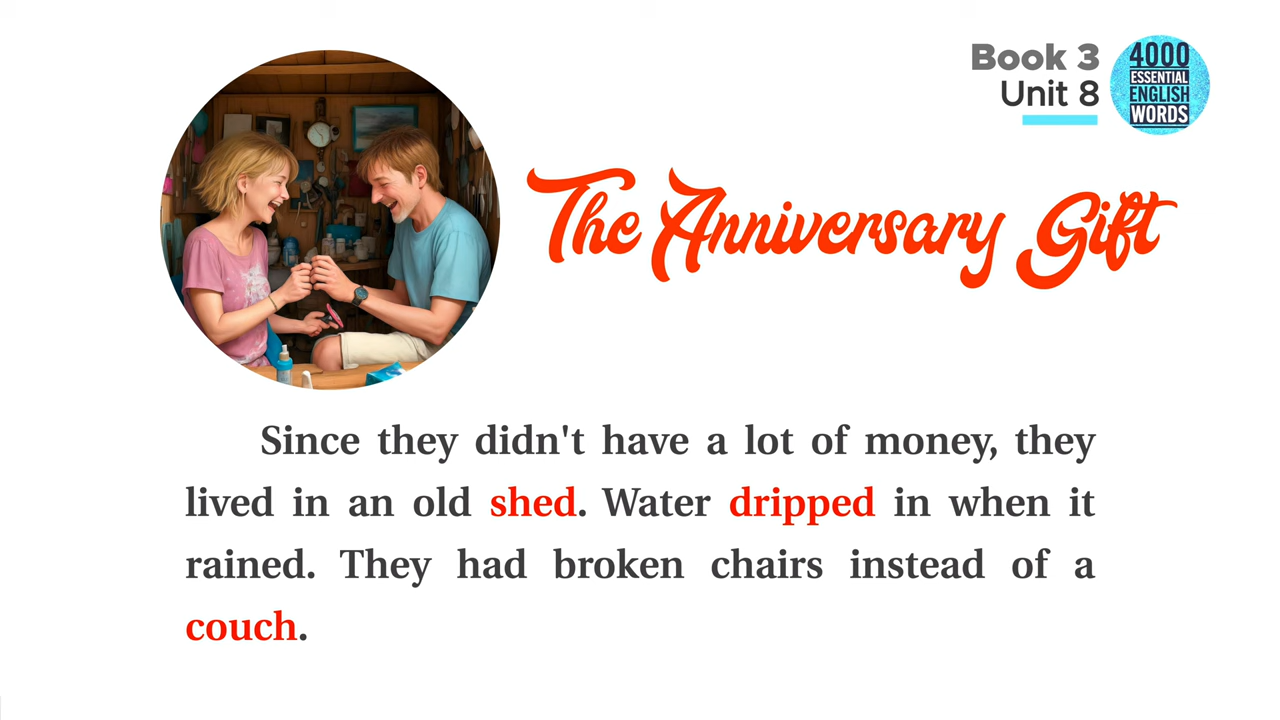 Book 3
Unit 8
4000
ESSENTIAL
ENGLISH
WORDS
The Anniversary Gift
Since they didn't have a lot of money, they
lived in an old shed. Water dripped in when it
rained. They had broken chairs instead of a
couch.